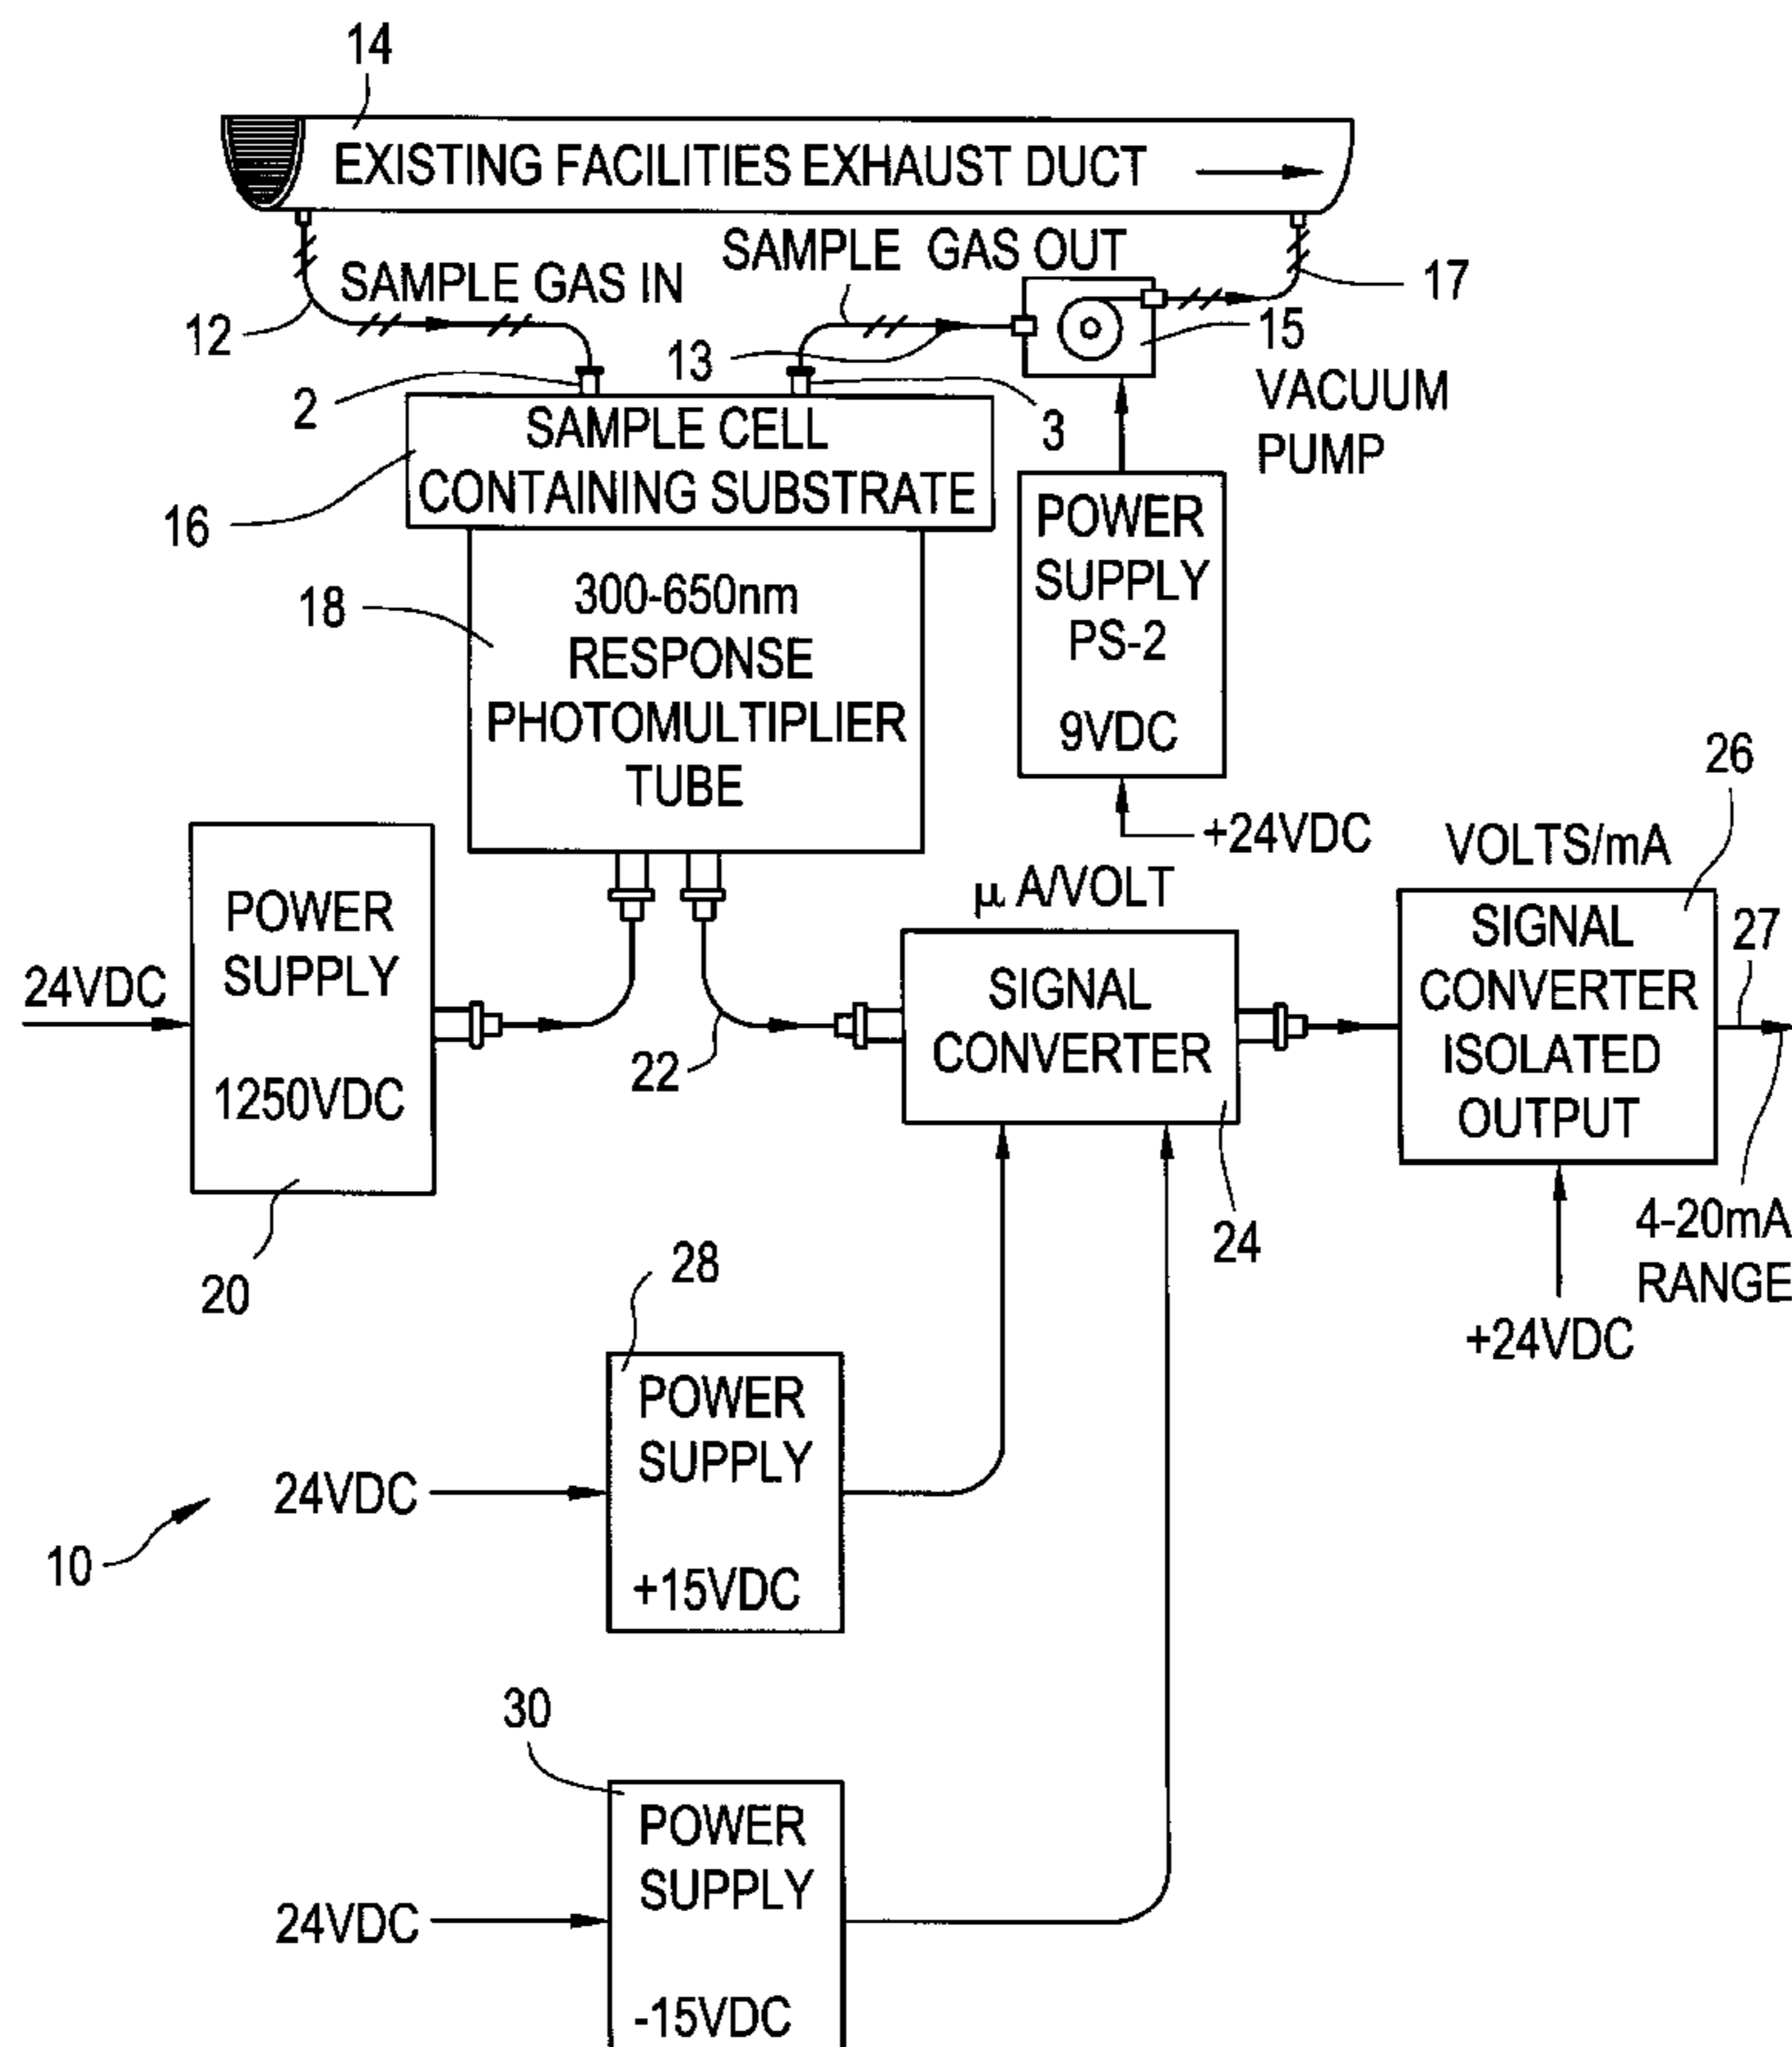 14
EXISTING FACILITIES EXHAUST DUCT
SAMPLE GAS OUT
SAMPLE GAS IN
17
12
13
15
VACUUM
PUMP
2
3
SAMPLE CELL
CONTAINING SUBSTRATE
16
POWER
SUPPLY
PS-2
9VDC
+24VDC
18
300-650nm
RESPONSE
PHOTOMULTIPLIER
TUBE
26
VOLTS/mA
μ A/VOLT
POWER
SUPPLY
1250VDC
24VDC
20
22
SIGNAL
CONVERTER
24
SIGNAL
CONVERTER
ISOLATED
OUTPUT
27
4-20mA
RANGE
+24VDC
28
POWER
SUPPLY
+15VDC
24VDC
10
30
POWER
SUPPLY
-15VDC
24VDC